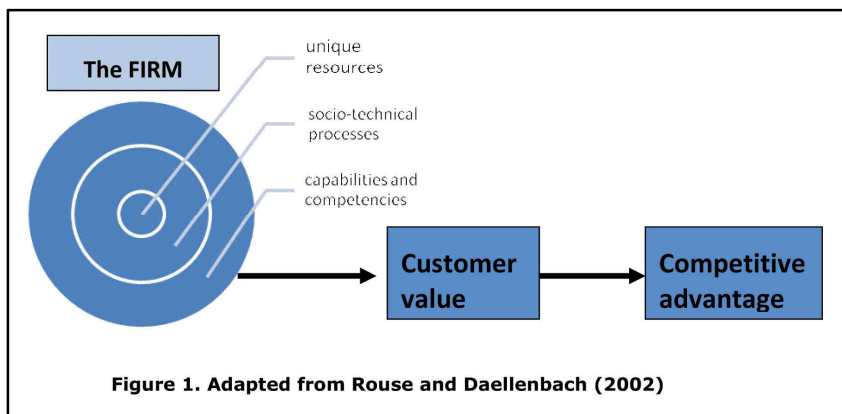 The FIRM
unique
resources
socio-technical
processes
capabilities and
competencies
Customer
value
Competitive
advantage
Figure 1. Adapted from Rouse and Daellenbach (2002)